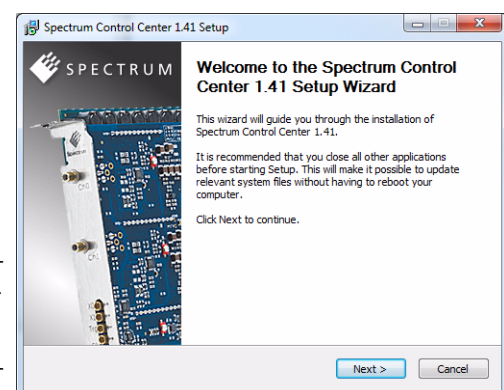 Spectrum Control Center 1.41 Setup
SPECTRUM
Welcome to the Spectrum Control
Center 1.41 Setup Wizard
This wizard will guide you through the installation of
Spectrum Control Center 1.41.
It is recommended that you close all other applications
before starting Setup. This will make it possible to update
relevant system files without having to reboot your
computer.
Click Next to continue.
Spectrum
Ch0
Ch1
Next >
Cancel